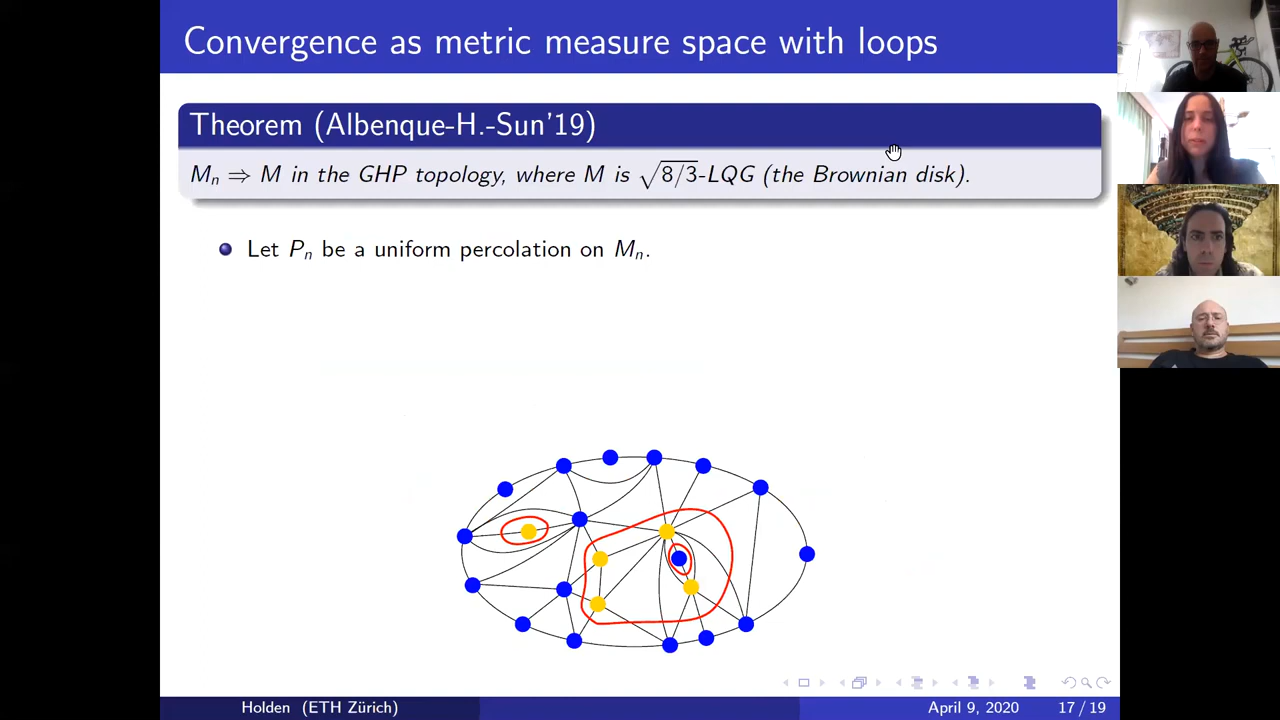 Convergence as metric measure space with loops
Theorem (Albenque-H.-Sun'19)
Mₙ ⇒ M in the GHP topology, where M is √8/3-LQG (the Brownian disk).
Let Pₙ be a uniform percolation on Mₙ.
Holden (ETH Zürich)
April 9, 2020
17 / 19